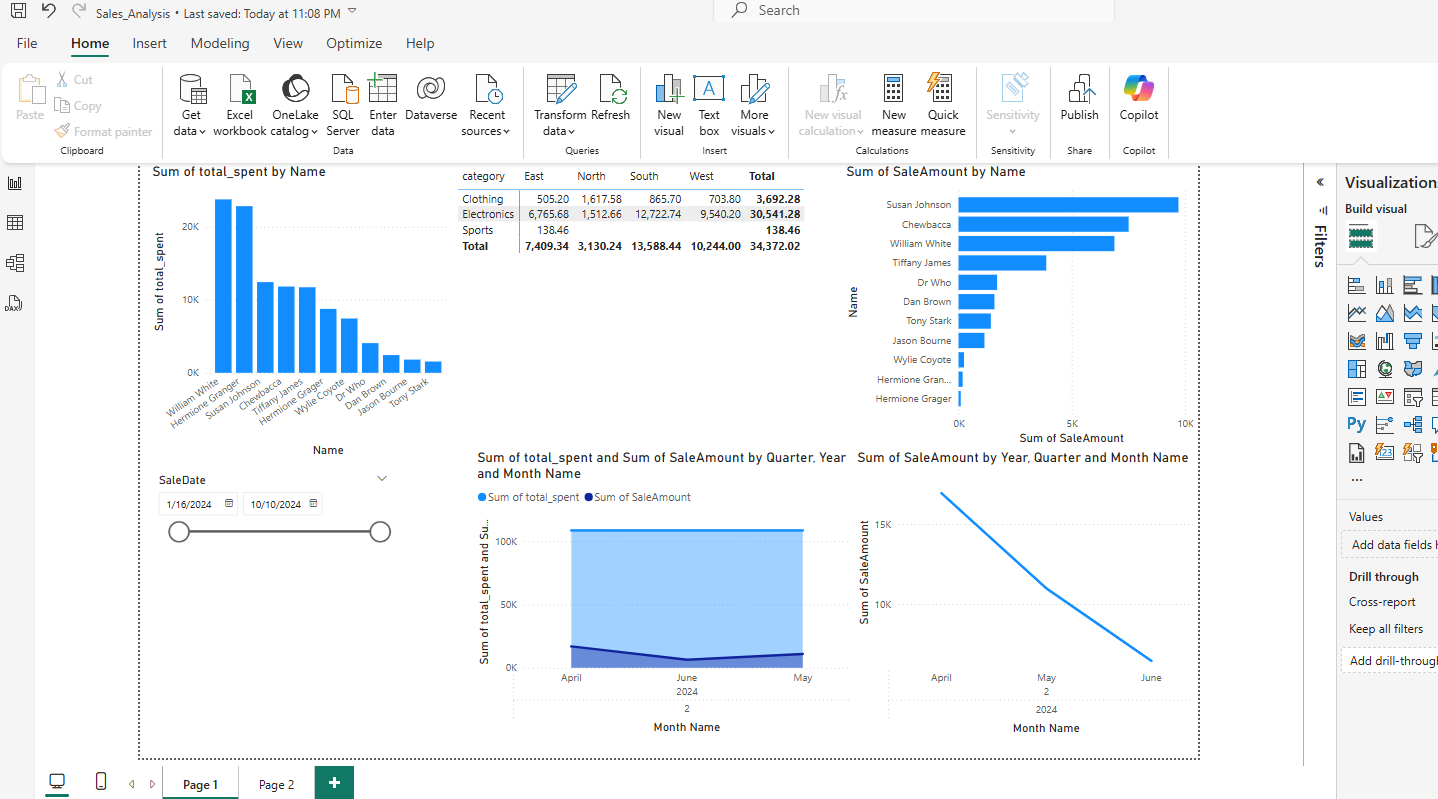 Sales_Analysis • Last saved: Today at 11:08 PM
Search
File Home Insert Modeling View Optimize Help
Paste
Cut
Copy
Format painter
Clipboard
Get data
Excel workbook
OneLake catalog
SQL Server
Enter data
Dataverse
Recent sources
Data
Transform data
Refresh
Queries
New visual
Text box
More visuals
Insert
New visual calculation
New measure
Quick measure
Calculations
Sensitivity
Sensitivity
Publish
Share
Copilot
Copilot
DAX
Sum of total_spent by Name
Sum of total_spent
20K
10K
0K
William White
Hermione Granger
Susan Johnson
Chewbacca
Tiffany James
Hermione Grager
Wylie Coyote
Dr Who
Dan Brown
Jason Bourne
Tony Stark
Name
category East North South West Total
Clothing 505.20 1,617.58 865.70 703.80 3,692.28
Electronics 6,765.68 1,512.66 12,722.74 9,540.20 30,541.28
Sports 138.46 138.46
Total 7,409.34 3,130.24 13,588.44 10,244.00 34,372.02
Sum of SaleAmount by Name
Name
Susan Johnson
Chewbacca
William White
Tiffany James
Dr Who
Dan Brown
Tony Stark
Jason Bourne
Wylie Coyote
Hermione Gran...
Hermione Grager
0K 5K 10K
Sum of SaleAmount
SaleDate
1/16/2024 10/10/2024
Sum of total_spent and Sum of SaleAmount by Quarter, Year
and Month Name
Sum of total_spent Sum of SaleAmount
Sum of total_spent and Su...
100K
50K
0K
April June May
2024
2
Month Name
Sum of SaleAmount by Year, Quarter and Month Name
Sum of SaleAmount
15K
10K
April May June
2
2024
Month Name
Filters
Visualizations
Build visual
Py
123
...
Values
Add data fields h
Drill through
Cross-report
Keep all filters
Add drill-through
Page 1 Page 2 +